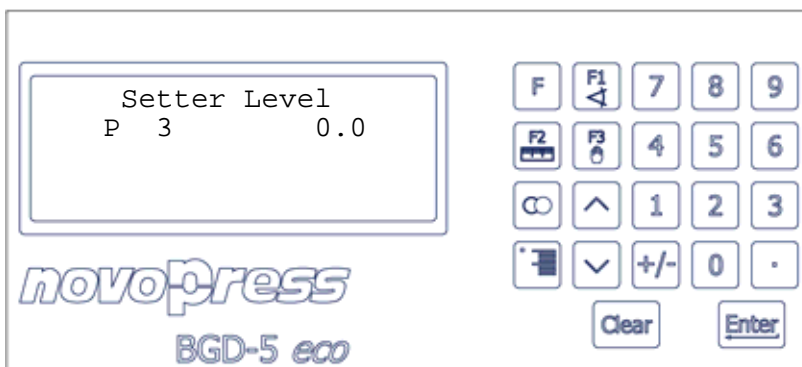 Setter Level
P 3 0.0
F F1 7 8 9
F2 F3 4 5 6
1 2 3
+/- 0 .
Clear Enter
novopress
BGD-5 eco